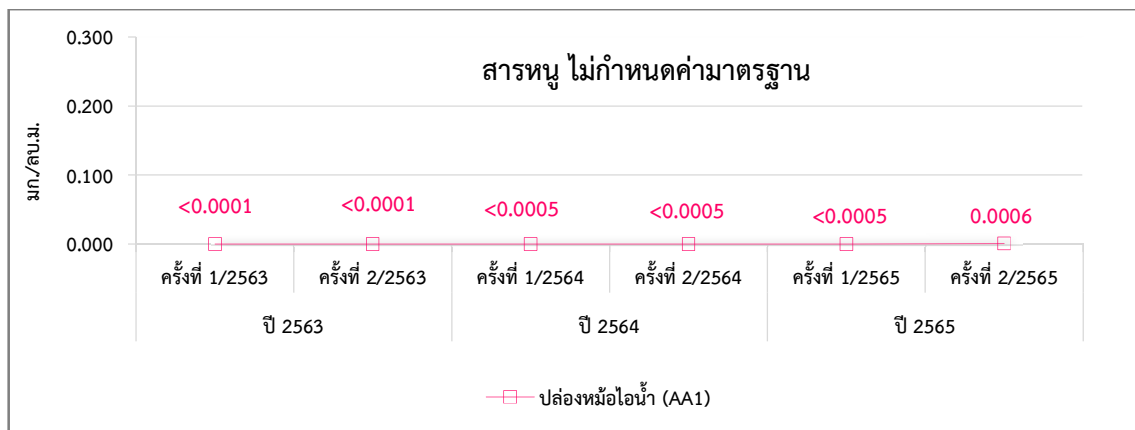 สารหนู ไม่กำหนดค่ามาตรฐาน
มก./ลบ.ม.
0.300
0.200
0.100
0.000
<0.0001 <0.0001 <0.0005 <0.0005 <0.0005 0.0006
ครั้งที่ 1/2563 ครั้งที่ 2/2563 ครั้งที่ 1/2564 ครั้งที่ 2/2564 ครั้งที่ 1/2565 ครั้งที่ 2/2565
ปี 2563 ปี 2564 ปี 2565
ปล่องหม้อไอน้ำ (AA1)